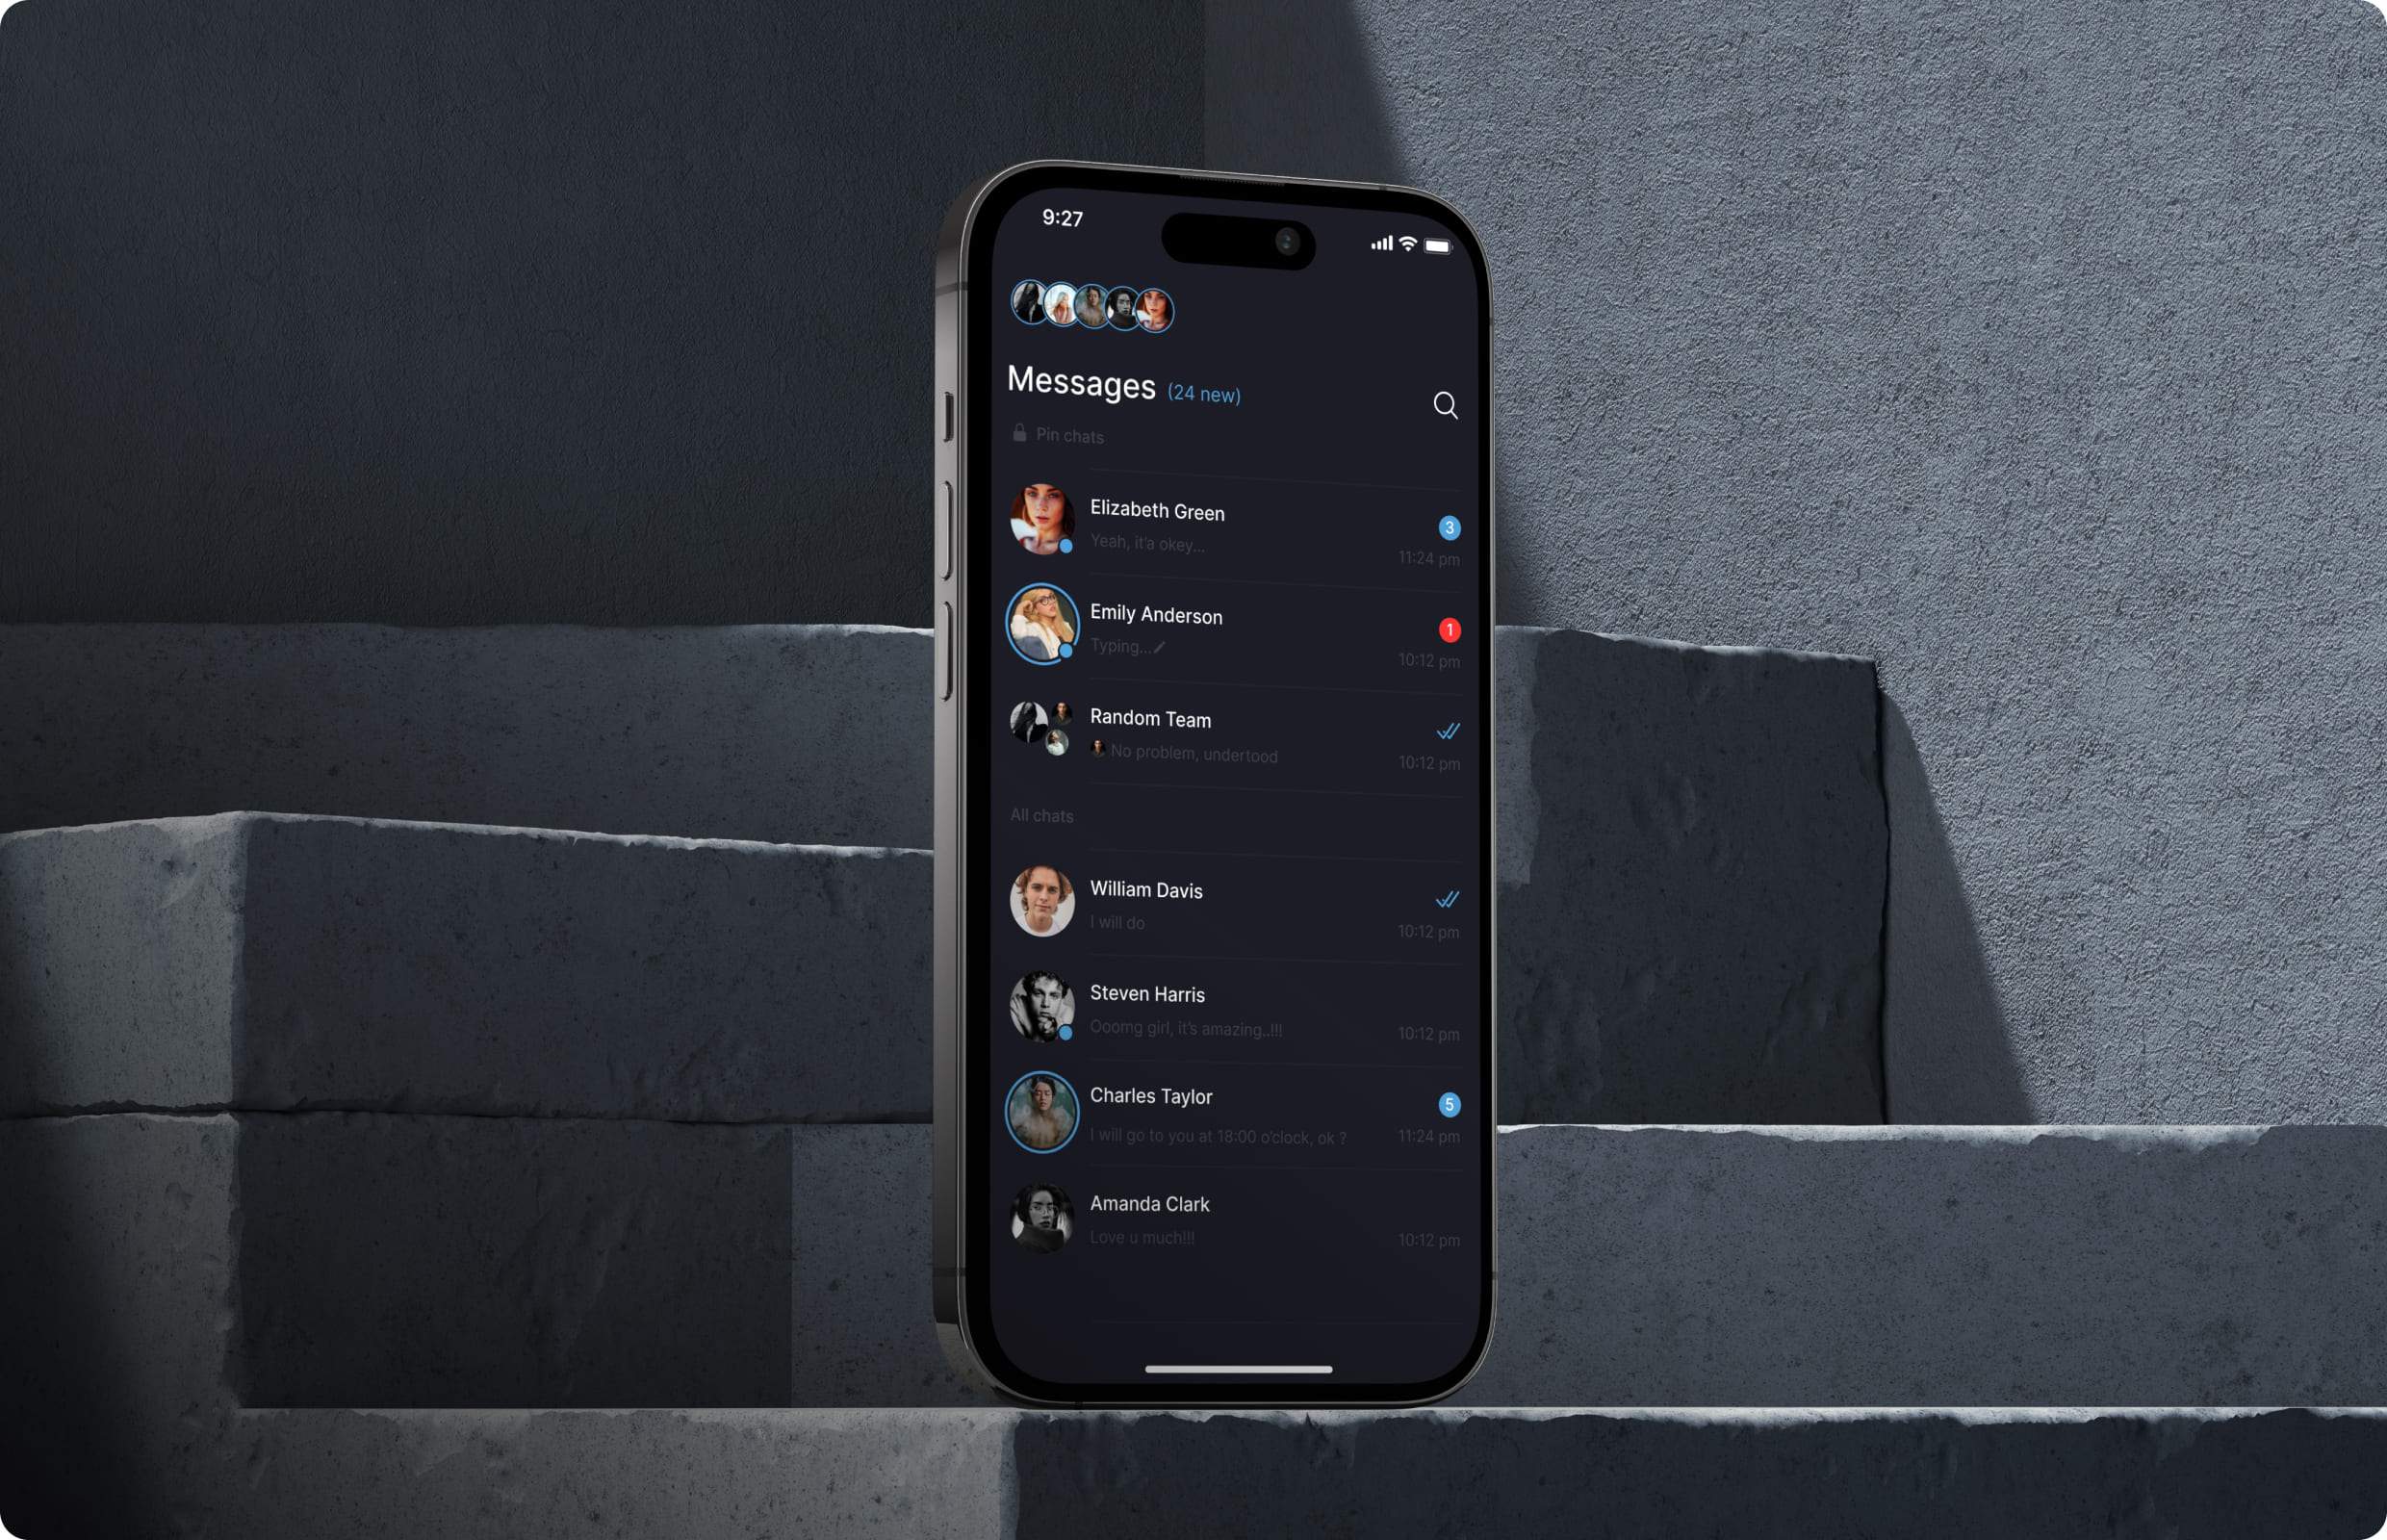 9:27
Messages (24 new)
Pin chats
Elizabeth Green
3
Yeah, it'a okey...
11:24 pm
Emily Anderson
1
Typing...
10:12 pm
Random Team
No problem, undertood
10:12 pm
All chats
William Davis
I will do
10:12 pm
Steven Harris
Ooomg girl, it's amazing..!!!
10:12 pm
Charles Taylor
5
I will go to you at 18:00 o'clock, ok ?
11:24 pm
Amanda Clark
Love u much!!!
10:12 pm